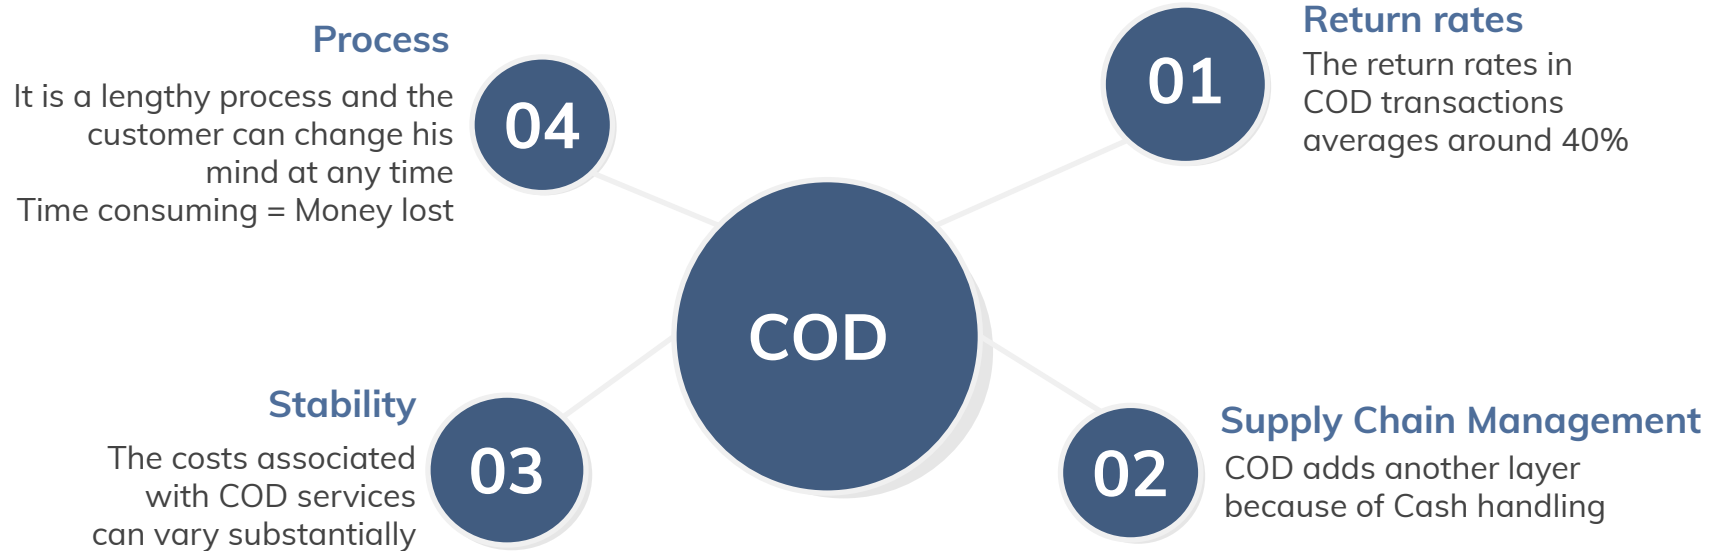 COD
01
Return rates
The return rates in
COD transactions
averages around 40%
02
Supply Chain Management
COD adds another layer
because of Cash handling
03
Stability
The costs associated
with COD services
can vary substantially
04
Process
It is a lengthy process and the
customer can change his
mind at any time
Time consuming = Money lost